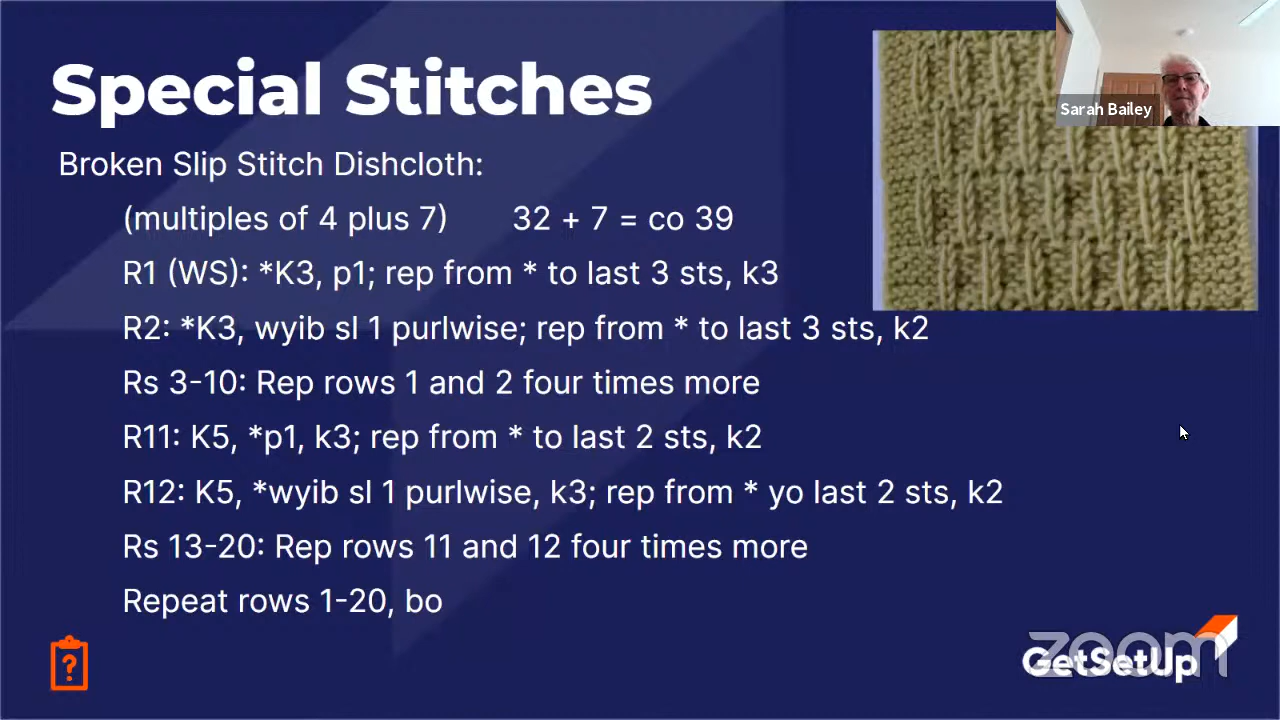 Special Stitches
Sarah Bailey
Broken Slip Stitch Dishcloth:
(multiples of 4 plus 7) 32 + 7 = co 39
R1 (WS): *K3, p1; rep from * to last 3 sts, k3
R2: *K3, wyib sl 1 purlwise; rep from * to last 3 sts, k2
Rs 3-10: Rep rows 1 and 2 four times more
R11: K5, *p1, k3; rep from * to last 2 sts, k2
R12: K5, *wyib sl 1 purlwise, k3; rep from * yo last 2 sts, k2
Rs 13-20: Rep rows 11 and 12 four times more
Repeat rows 1-20, bo
?
zoom
GetSetUp